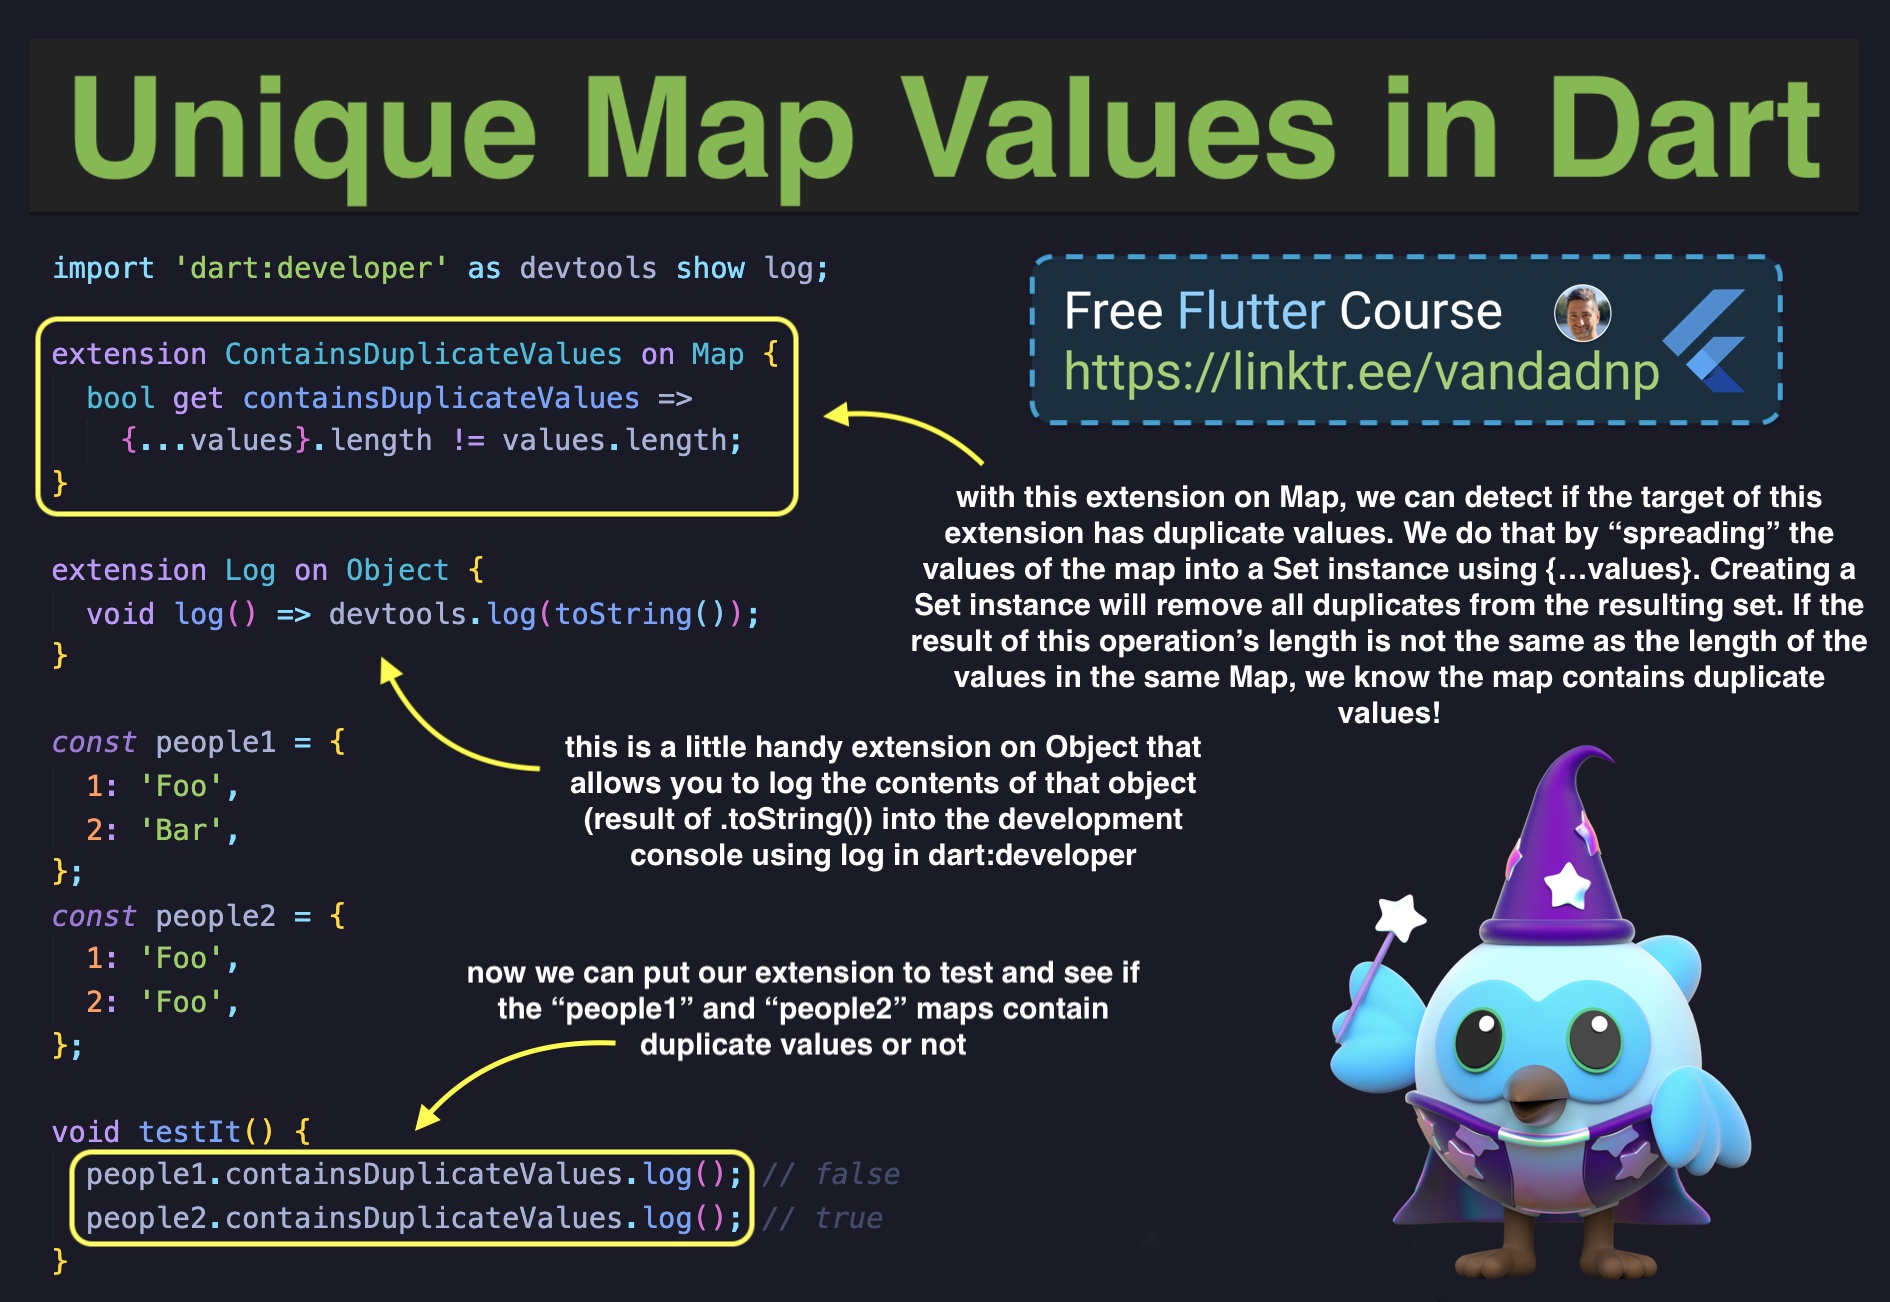 Unique Map Values in Dart
import 'dart:developer' as devtools show log;
extension ContainsDuplicateValues on Map {
  bool get containsDuplicateValues =>
    {...values}.length != values.length;
}
extension Log on Object {
  void log() => devtools.log(toString());
}
const people1 = {
  1: 'Foo',
  2: 'Bar',
};
const people2 = {
  1: 'Foo',
  2: 'Foo',
};
void testIt() {
  people1.containsDuplicateValues.log(); // false
  people2.containsDuplicateValues.log(); // true
}
Free Flutter Course
https://linktr.ee/vandadnp
with this extension on Map, we can detect if the target of this
extension has duplicate values. We do that by “spreading” the
values of the map into a Set instance using {...values}. Creating a
Set instance will remove all duplicates from the resulting set. If the
result of this operation’s length is not the same as the length of the
values in the same Map, we know the map contains duplicate
values!
this is a little handy extension on Object that
allows you to log the contents of that object
(result of .toString()) into the development
console using log in dart:developer
now we can put our extension to test and see if
the “people1” and “people2” maps contain
duplicate values or not